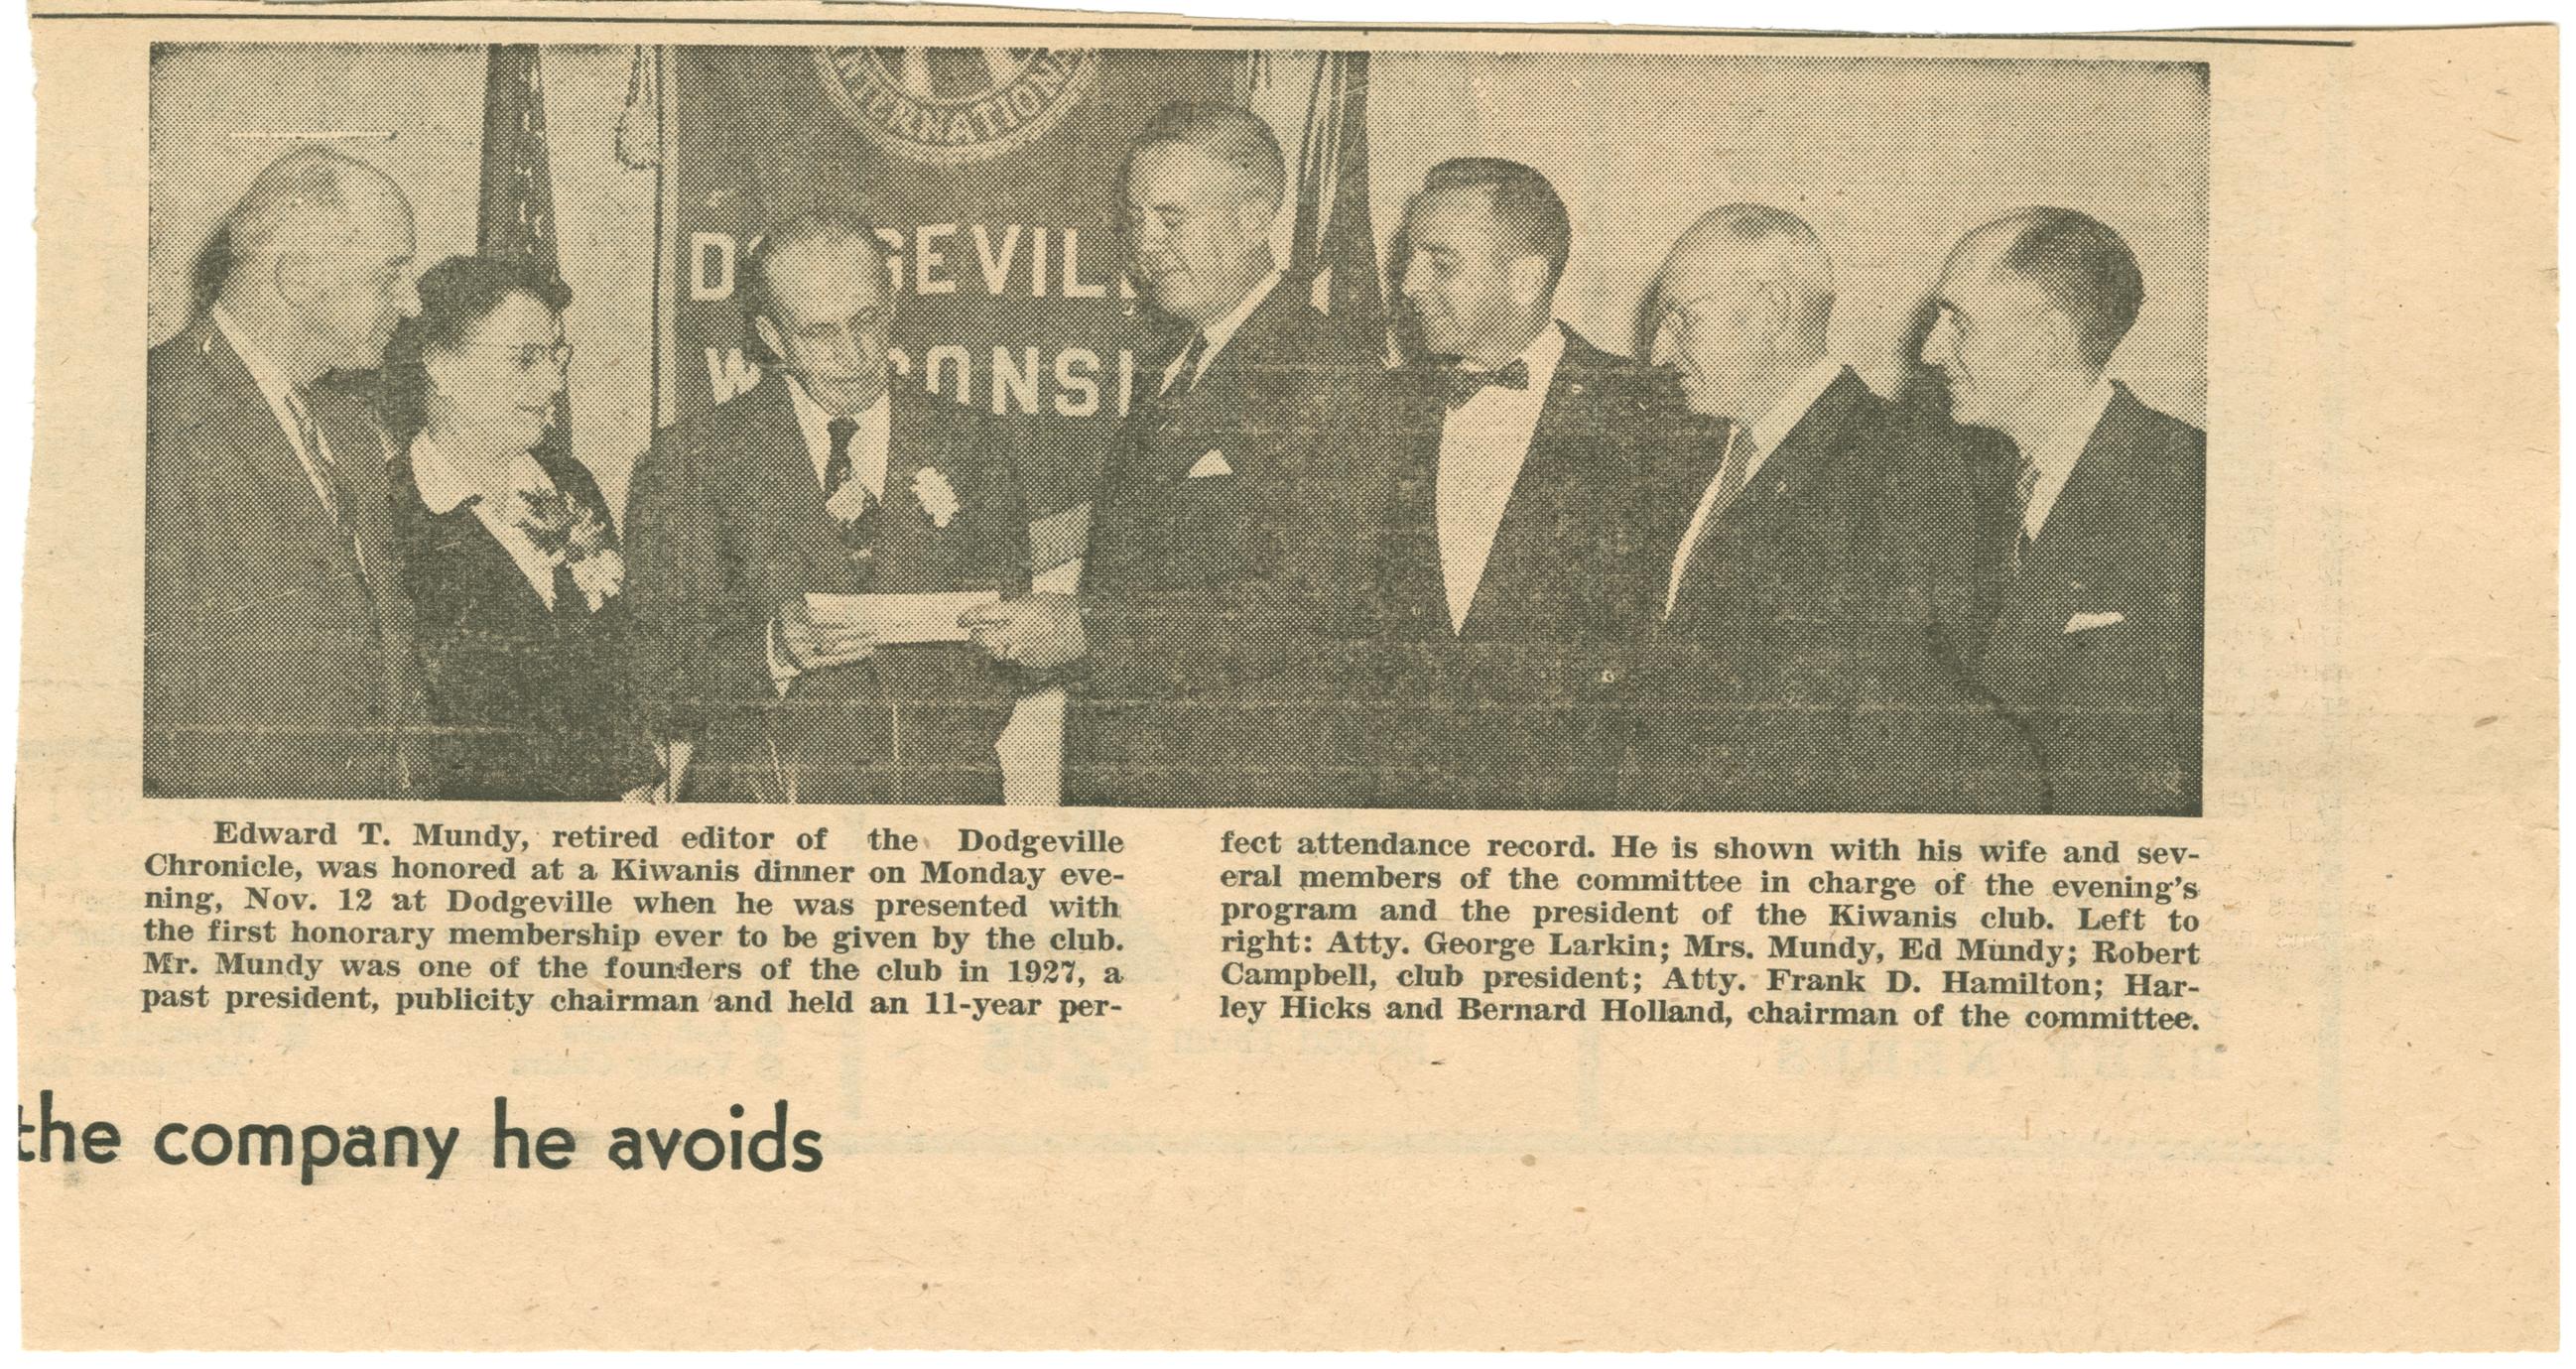 INTERNATIONAL
DODGEVILL
WISCONSI
Edward T. Mundy, retired editor of the Dodgeville
Chronicle, was honored at a Kiwanis dinner on Monday eve-
ning, Nov. 12 at Dodgeville when he was presented with
the first honorary membership ever to be given by the club.
Mr. Mundy was one of the founders of the club in 1927, a
past president, publicity chairman and held an 11-year per-
fect attendance record. He is shown with his wife and sev-
eral members of the committee in charge of the evening's
program and the president of the Kiwanis club. Left to
right: Atty. George Larkin; Mrs. Mundy, Ed Mundy; Robert
Campbell, club president; Atty. Frank D. Hamilton; Har-
ley Hicks and Bernard Holland, chairman of the committee.
the company he avoids